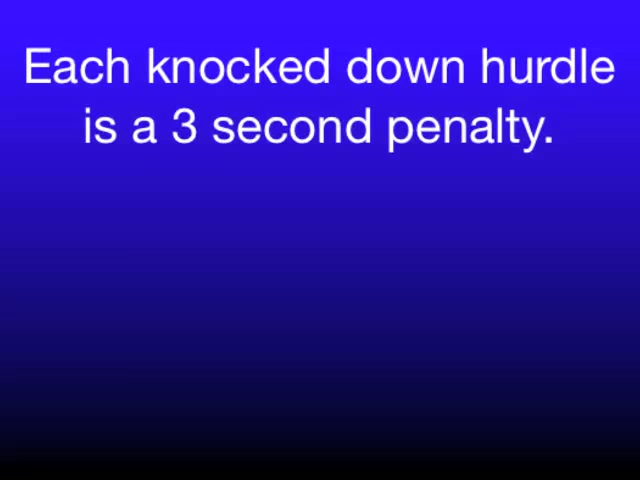 Each knocked down hurdle
is a 3 second penalty.